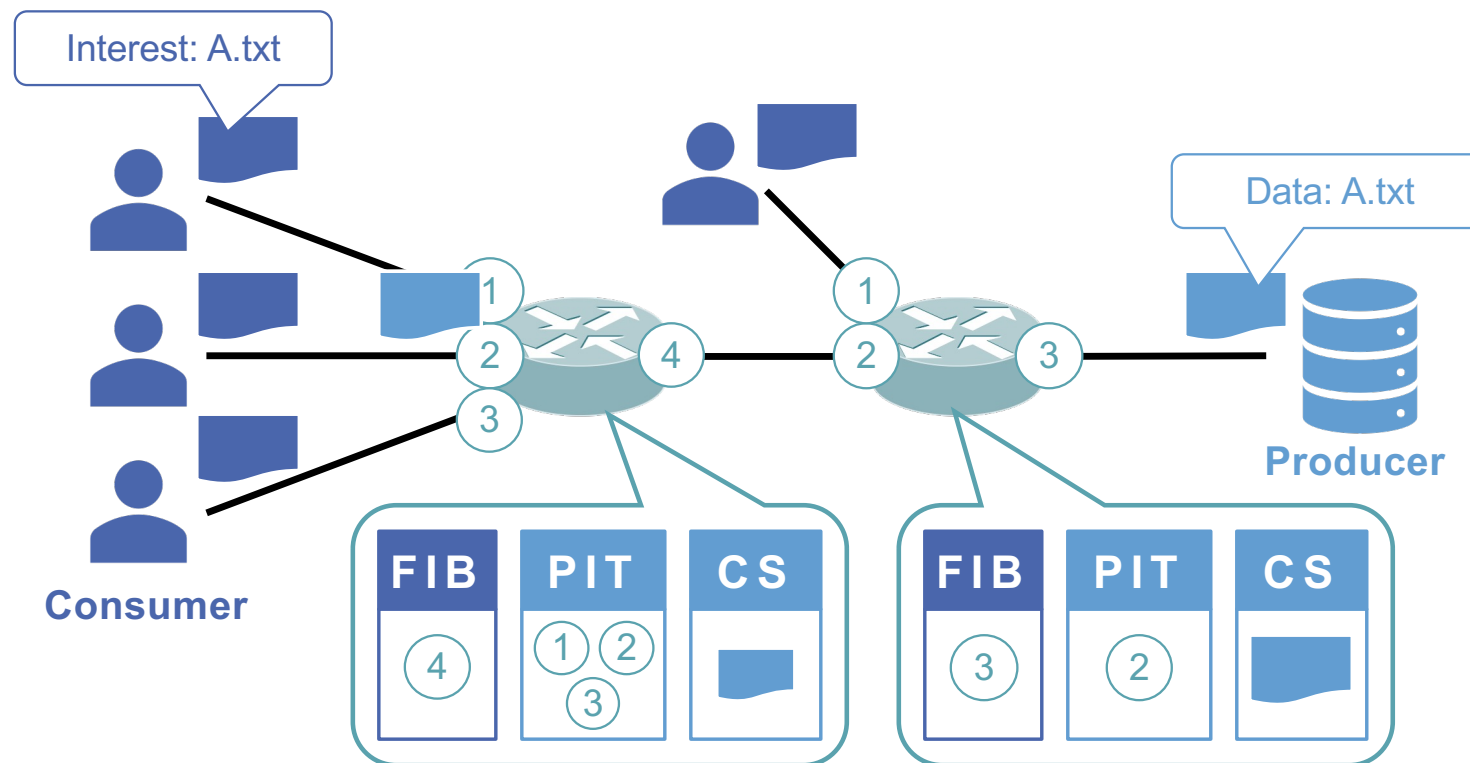 Interest: A.txt
Data: A.txt
1
2
3
4
1
2
3
Producer
Consumer
FIB PIT CS
4
1 2
3
FIB PIT CS
3
2